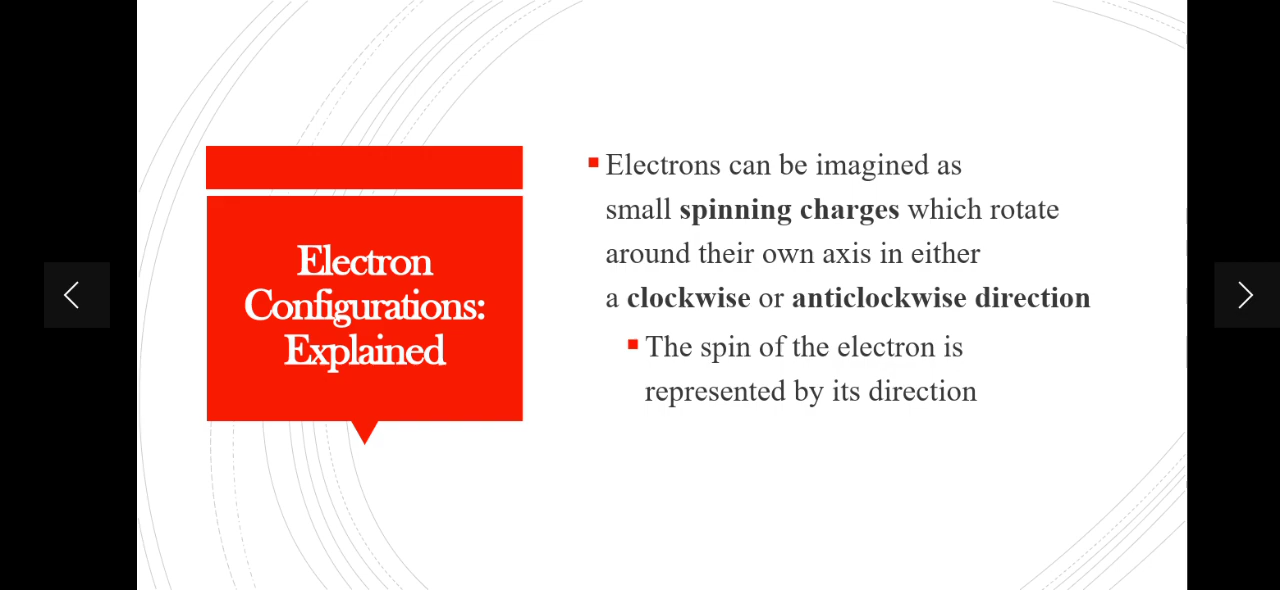 Electron
Configurations:
Explained
Electrons can be imagined as
small spinning charges which rotate
around their own axis in either
a clockwise or anticlockwise direction
The spin of the electron is
represented by its direction